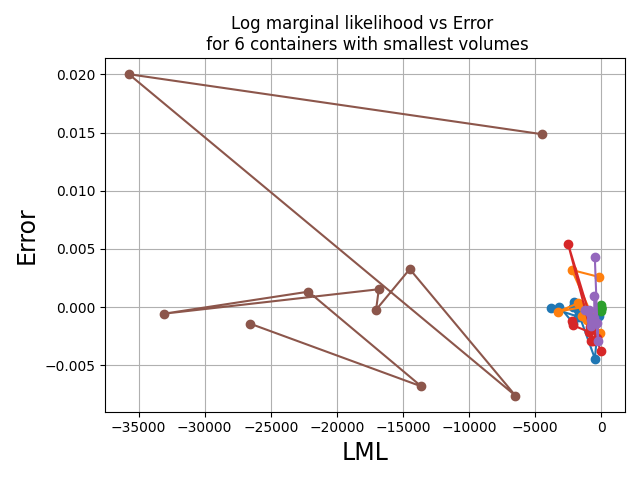 Log marginal likelihood vs Error
for 6 containers with smallest volumes
0.020
0.015
0.010
0.005
0.000
−0.005
Error
−35000 −30000 −25000 −20000 −15000 −10000 −5000 0
LML